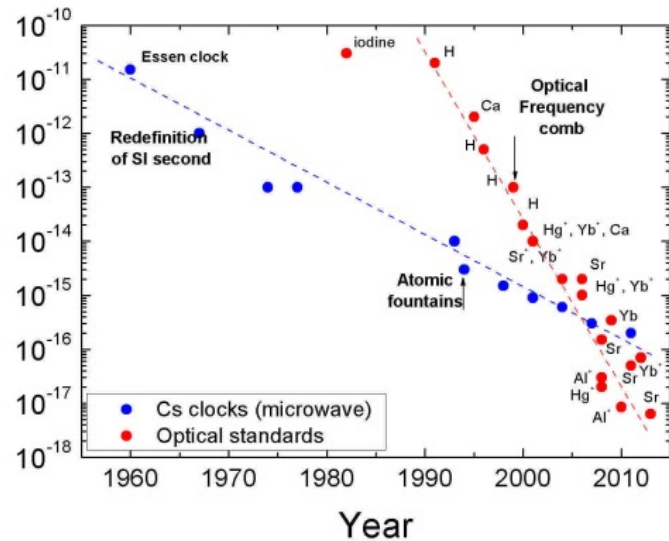 10⁻¹⁰
10⁻¹¹
10⁻¹²
10⁻¹³
10⁻¹⁴
10⁻¹⁵
10⁻¹⁶
10⁻¹⁷
10⁻¹⁸
Essen clock
iodine
H
Optical
Frequency
comb
Ca
Redefinition
of SI second
H
H
H
Hg⁺, Yb⁺, Ca
Sr⁺, Yb⁺
Sr
Hg⁺, Yb⁺
Atomic
fountains
Yb
Sr
Al⁺
Sr
Yb⁺
Hg⁺
Sr
Al⁺
Cs clocks (microwave)
Optical standards
1960
1970
1980
1990
2000
2010
Year